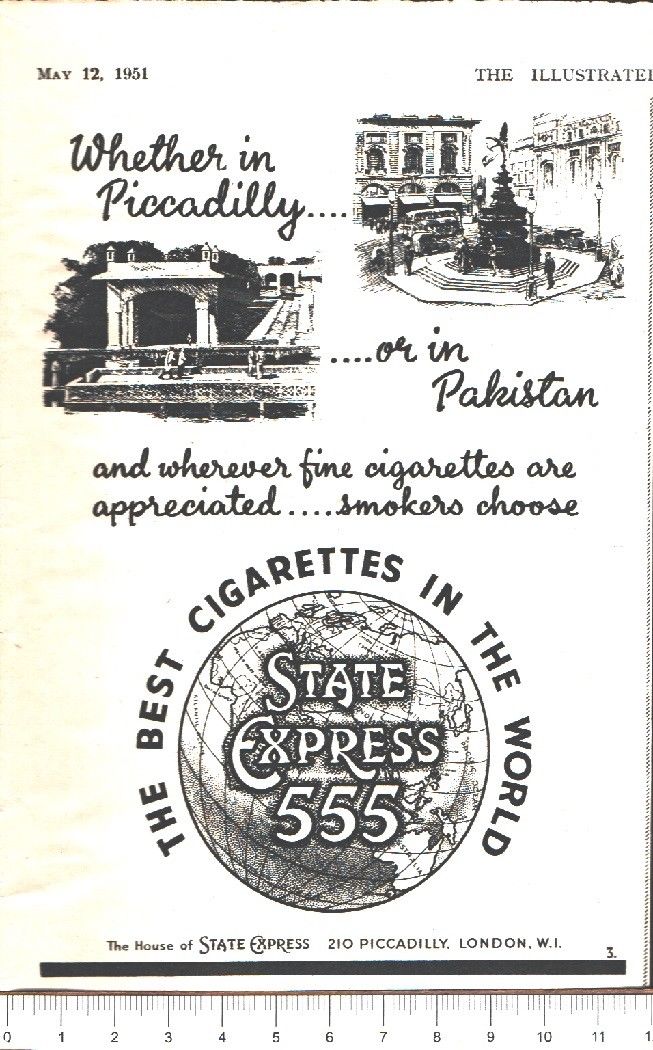 MAY 12, 1951
THE ILLUSTRATE
Whether in
Piccadilly....
....or in
Pakistan
and wherever fine cigarettes are
appreciated....smokers choose
THE BEST CIGARETTES IN THE WORLD
STATE
EXPRESS
555
The House of STATE EXPRESS 210 PICCADILLY, LONDON, W.I.
3.
0 1 2 3 4 5 6 7 8 9 10 11 1